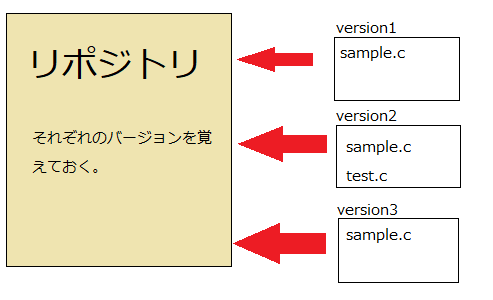 リポジトリ
それぞれのバージョンを覚
えておく。
version1
sample.c
version2
sample.c
test.c
version3
sample.c